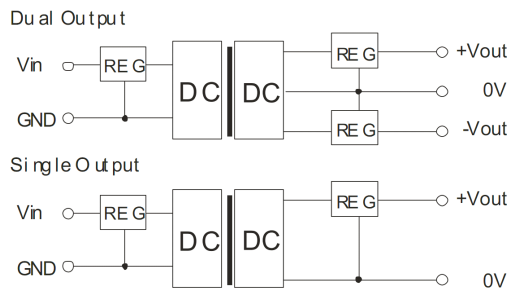 Dual Output
Vin
REG
GND
DC
DC
REG
REG
+Vout
0V
-Vout
Single Output
Vin
REG
GND
DC
DC
REG
+Vout
0V